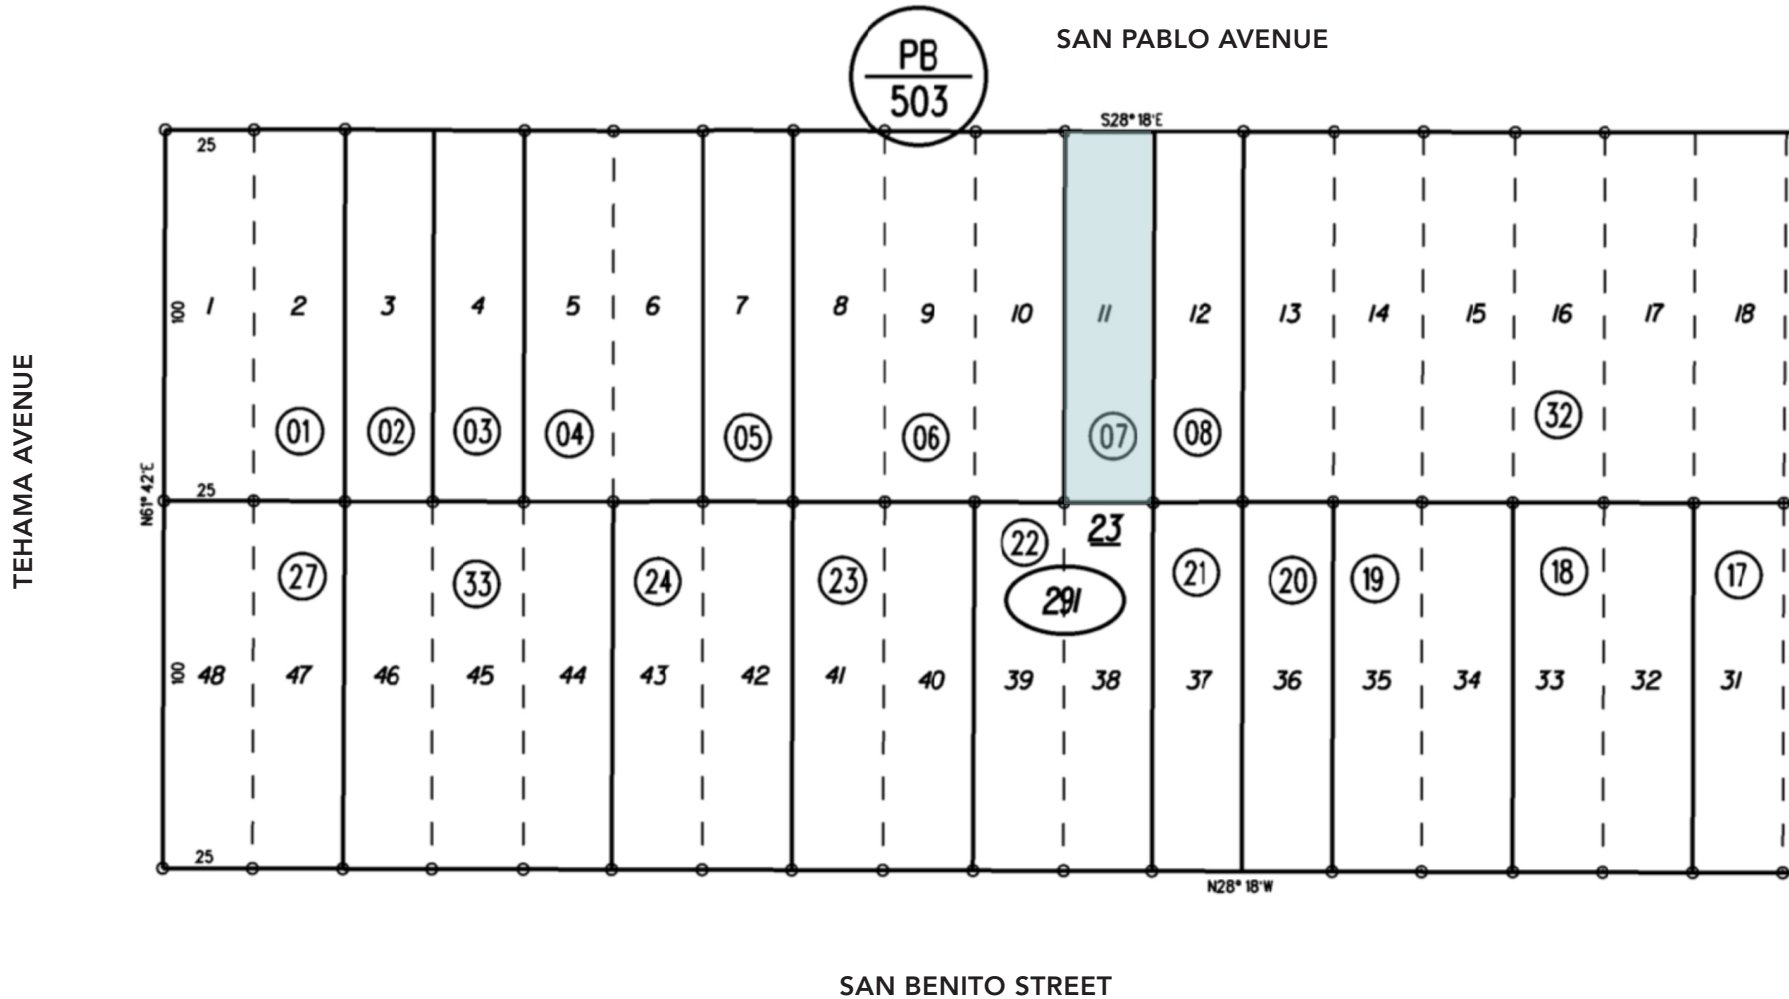 PB
503
SAN PABLO AVENUE
S28° 18'E
25
100
1 2 3 4 5 6 7 8 9 10 11 12 13 14 15 16 17 18
01 02 03 04 05 06 07 08 32
TEHAMA AVENUE
N61° 42'E
25
23
22
27 33 24 23 21 20 19 18 17
291
100
48 47 46 45 44 43 42 41 40 39 38 37 36 35 34 33 32 31
25
N28° 18'W
SAN BENITO STREET